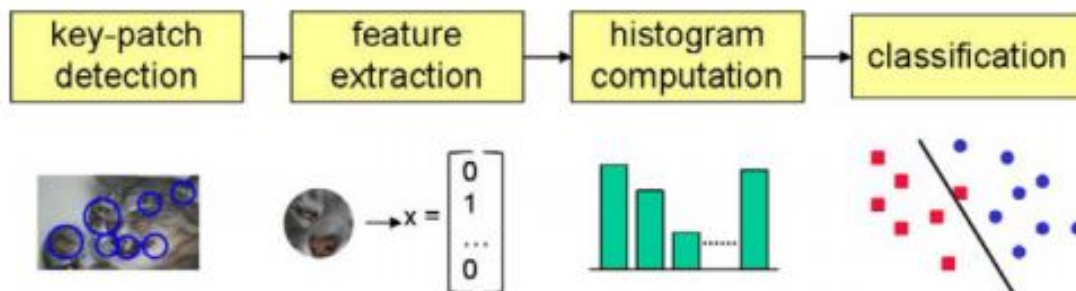 key-patch
detection
feature
extraction
histogram
computation
classification
x =
0
1
...
0
......